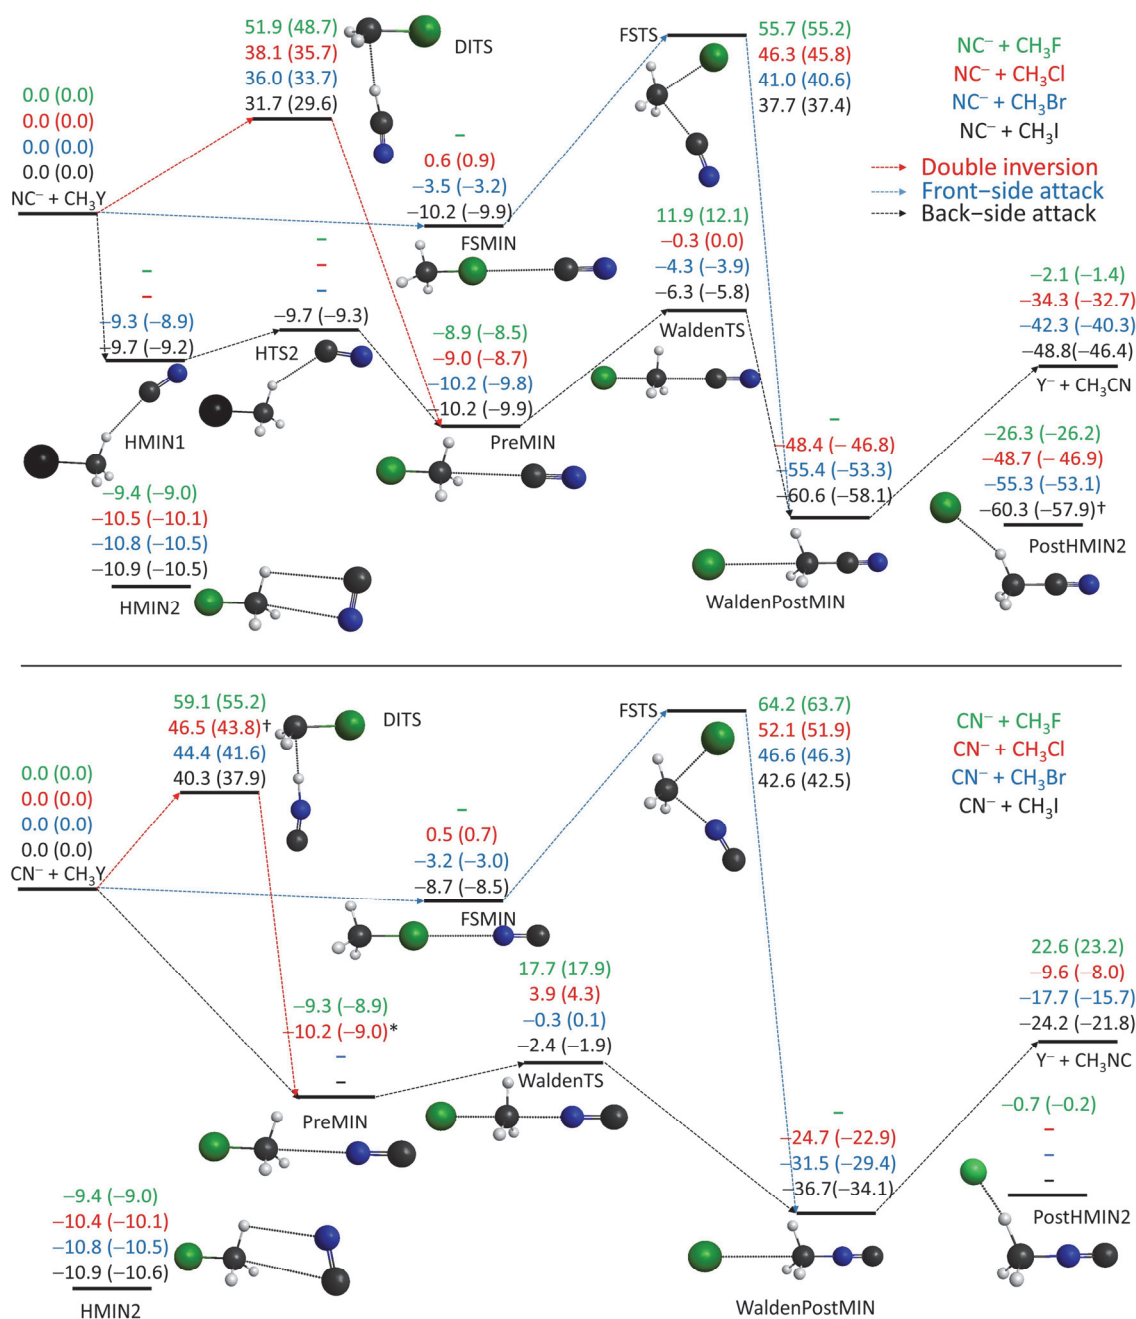 51.9 (48.7)
38.1 (35.7)
36.0 (33.7)
31.7 (29.6)
DITS
FSTS
55.7 (55.2)
46.3 (45.8)
41.0 (40.6)
37.7 (37.4)
NC⁻ + CH₃F
NC⁻ + CH₃Cl
NC⁻ + CH₃Br
NC⁻ + CH₃I
Double inversion
Front−side attack
Back−side attack
0.0 (0.0)
0.0 (0.0)
0.0 (0.0)
0.0 (0.0)
NC⁻ + CH₃Y
−
0.6 (0.9)
−3.5 (−3.2)
−10.2 (−9.9)
FSMIN
11.9 (12.1)
−0.3 (0.0)
−4.3 (−3.9)
−6.3 (−5.8)
WaldenTS
−
−
−9.3 (−8.9)
−9.7 (−9.2)
HMIN1
−
−
−
−9.7 (−9.3)
HTS2
−8.9 (−8.5)
−9.0 (−8.7)
−10.2 (−9.8)
−10.2 (−9.9)
PreMIN
−2.1 (−1.4)
−34.3 (−32.7)
−42.3 (−40.3)
−48.8(−46.4)
Y⁻ + CH₃CN
−
−48.4 (− 46.8)
−55.4 (−53.3)
−60.6 (−58.1)
WaldenPostMIN
−26.3 (−26.2)
−48.7 (− 46.9)
−55.3 (−53.1)
−60.3 (−57.9)†
PostHMIN2
−9.4 (−9.0)
−10.5 (−10.1)
−10.8 (−10.5)
−10.9 (−10.5)
HMIN2
59.1 (55.2)
46.5 (43.8)†
44.4 (41.6)
40.3 (37.9)
DITS
FSTS
64.2 (63.7)
52.1 (51.9)
46.6 (46.3)
42.6 (42.5)
CN⁻ + CH₃F
CN⁻ + CH₃Cl
CN⁻ + CH₃Br
CN⁻ + CH₃I
0.0 (0.0)
0.0 (0.0)
0.0 (0.0)
0.0 (0.0)
CN⁻ + CH₃Y
−
0.5 (0.7)
−3.2 (−3.0)
−8.7 (−8.5)
FSMIN
−9.3 (−8.9)
−10.2 (−9.0)*
−
−
PreMIN
17.7 (17.9)
3.9 (4.3)
−0.3 (0.1)
−2.4 (−1.9)
WaldenTS
22.6 (23.2)
−9.6 (−8.0)
−17.7 (−15.7)
−24.2 (−21.8)
Y⁻ + CH₃NC
−
−24.7 (−22.9)
−31.5 (−29.4)
−36.7(−34.1)
WaldenPostMIN
−0.7 (−0.2)
−
−
−
PostHMIN2
−9.4 (−9.0)
−10.4 (−10.1)
−10.8 (−10.5)
−10.9 (−10.6)
HMIN2